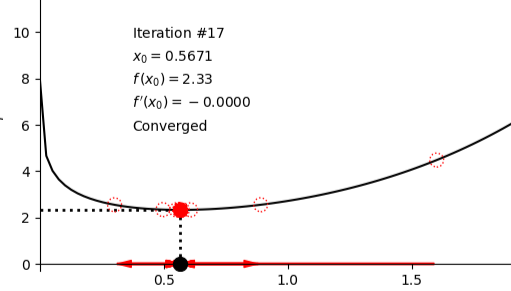 10
8
6
4
2
0
Iteration #17
x₀ = 0.5671
f(x₀) = 2.33
f′(x₀) = −0.0000
Converged
0.5 1.0 1.5